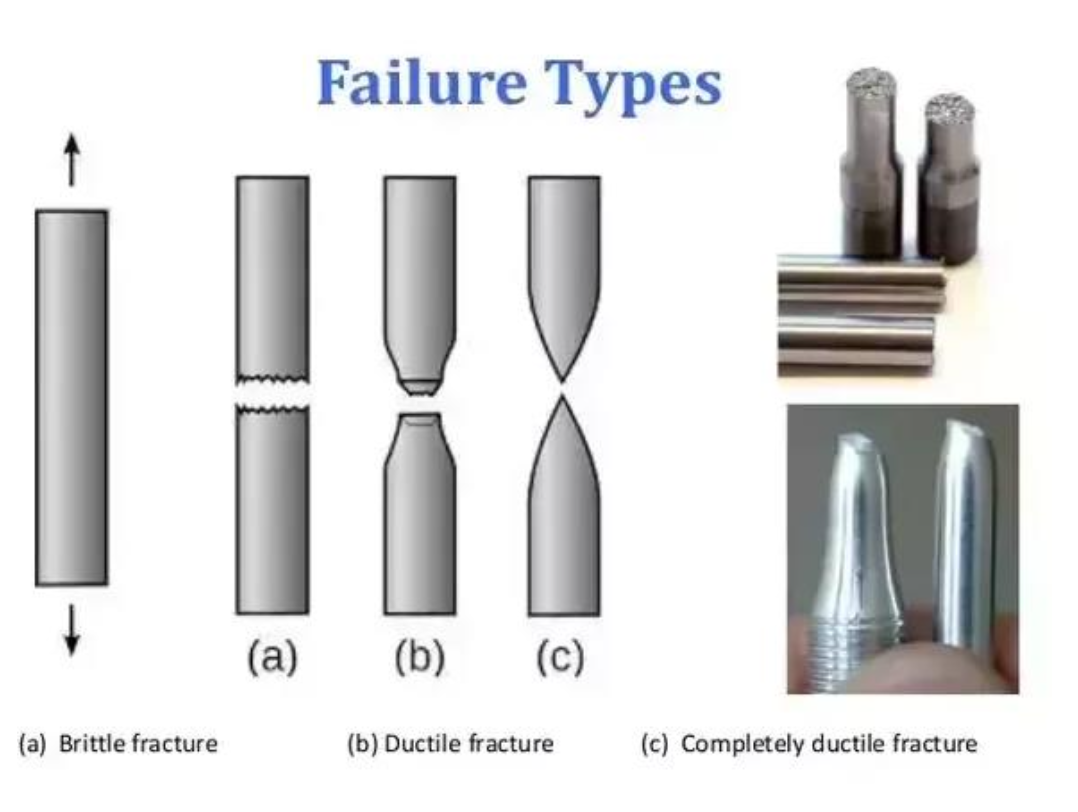 Failure Types
(a) (b) (c)
(a) Brittle fracture (b) Ductile fracture (c) Completely ductile fracture